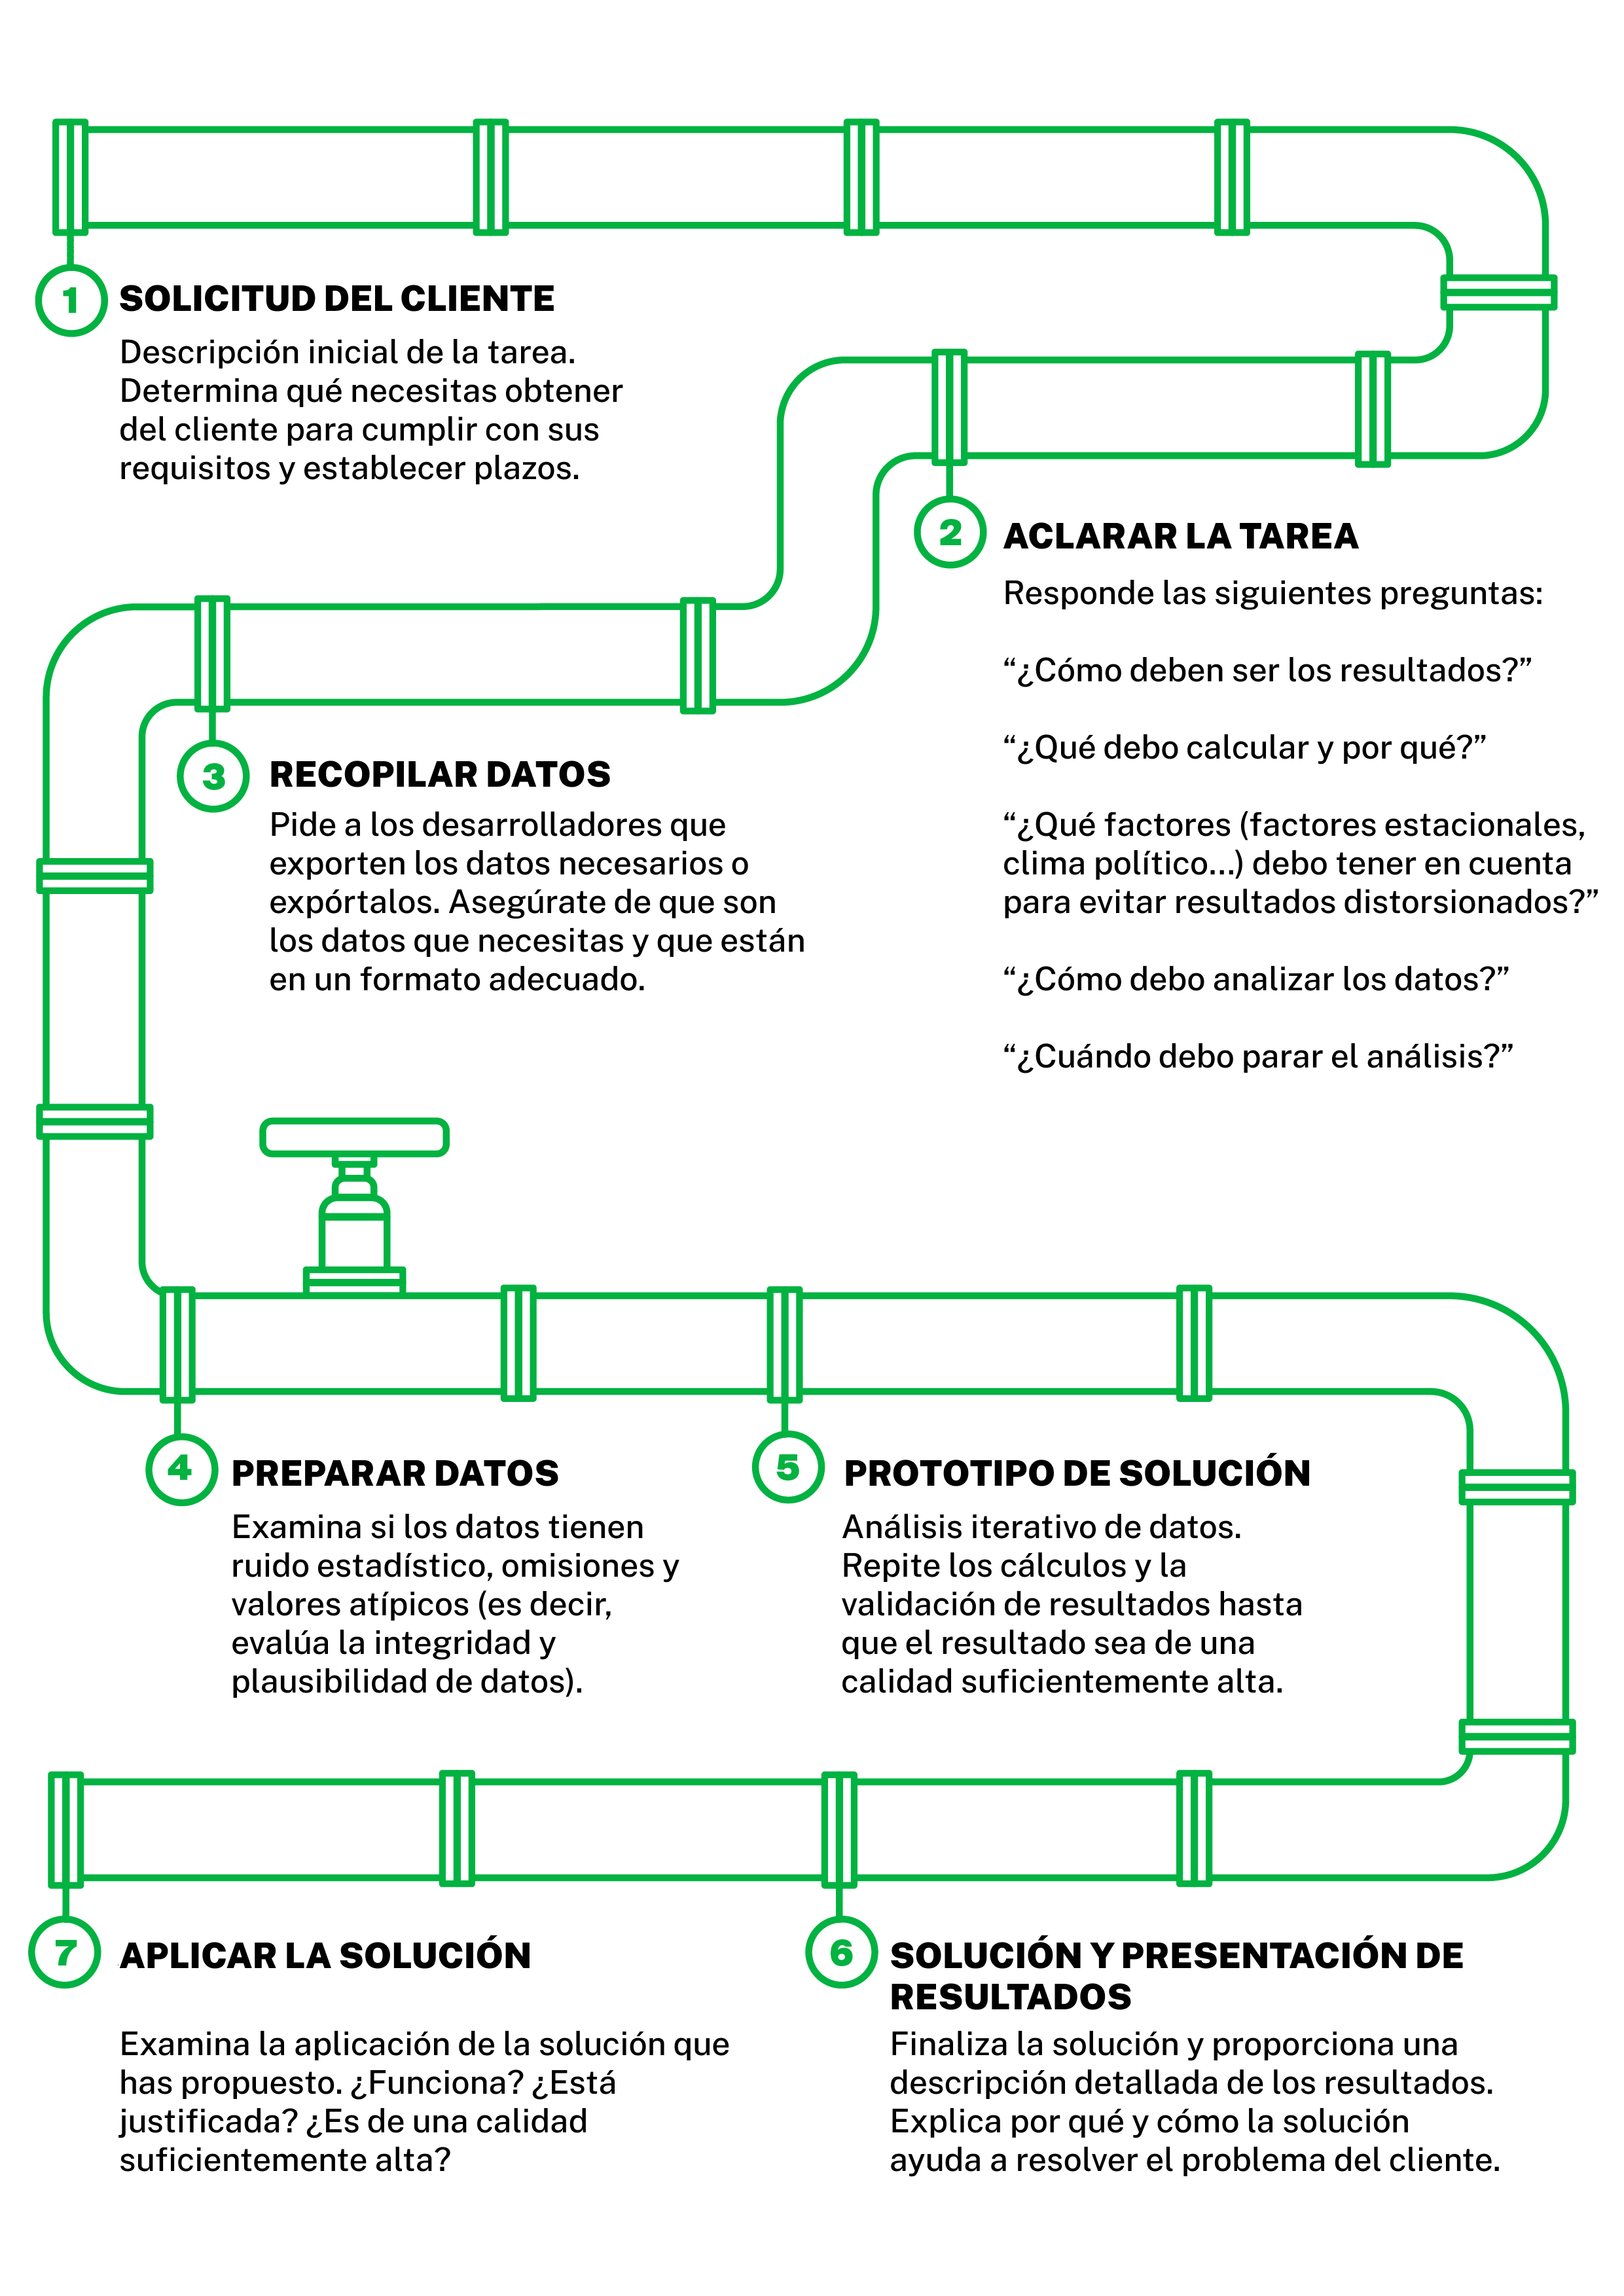 1
SOLICITUD DEL CLIENTE
Descripción inicial de la tarea.
Determina qué necesitas obtener
del cliente para cumplir con sus
requisitos y establecer plazos.
2
ACLARAR LA TAREA
Responde las siguientes preguntas:
“¿Cómo deben ser los resultados?”
“¿Qué debo calcular y por qué?”
“¿Qué factores (factores estacionales,
clima político...) debo tener en cuenta
para evitar resultados distorsionados?”
“¿Cómo debo analizar los datos?”
“¿Cuándo debo parar el análisis?”
3
RECOPILAR DATOS
Pide a los desarrolladores que
exporten los datos necesarios o
expórtalos. Asegúrate de que son
los datos que necesitas y que están
en un formato adecuado.
4
PREPARAR DATOS
Examina si los datos tienen
ruido estadístico, omisiones y
valores atípicos (es decir,
evalúa la integridad y
plausibilidad de datos).
5
PROTOTIPO DE SOLUCIÓN
Análisis iterativo de datos.
Repite los cálculos y la
validación de resultados hasta
que el resultado sea de una
calidad suficientemente alta.
6
SOLUCIÓN Y PRESENTACIÓN DE
RESULTADOS
Finaliza la solución y proporciona una
descripción detallada de los resultados.
Explica por qué y cómo la solución
ayuda a resolver el problema del cliente.
7
APLICAR LA SOLUCIÓN
Examina la aplicación de la solución que
has propuesto. ¿Funciona? ¿Está
justificada? ¿Es de una calidad
suficientemente alta?